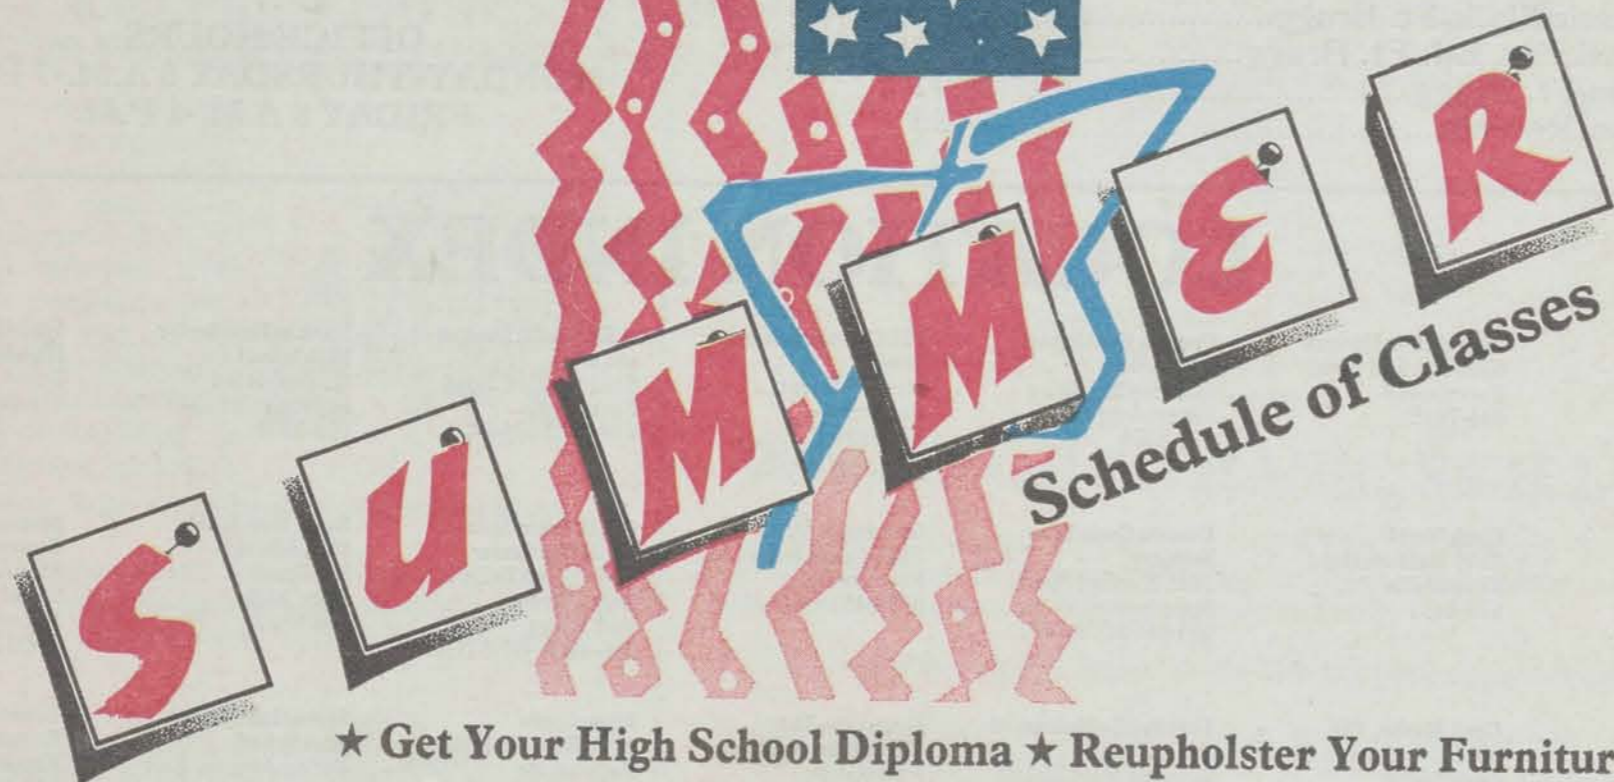 SUMMER
Schedule of Classes
★ Get Your High School Diploma ★ Reupholster Your Furnitur